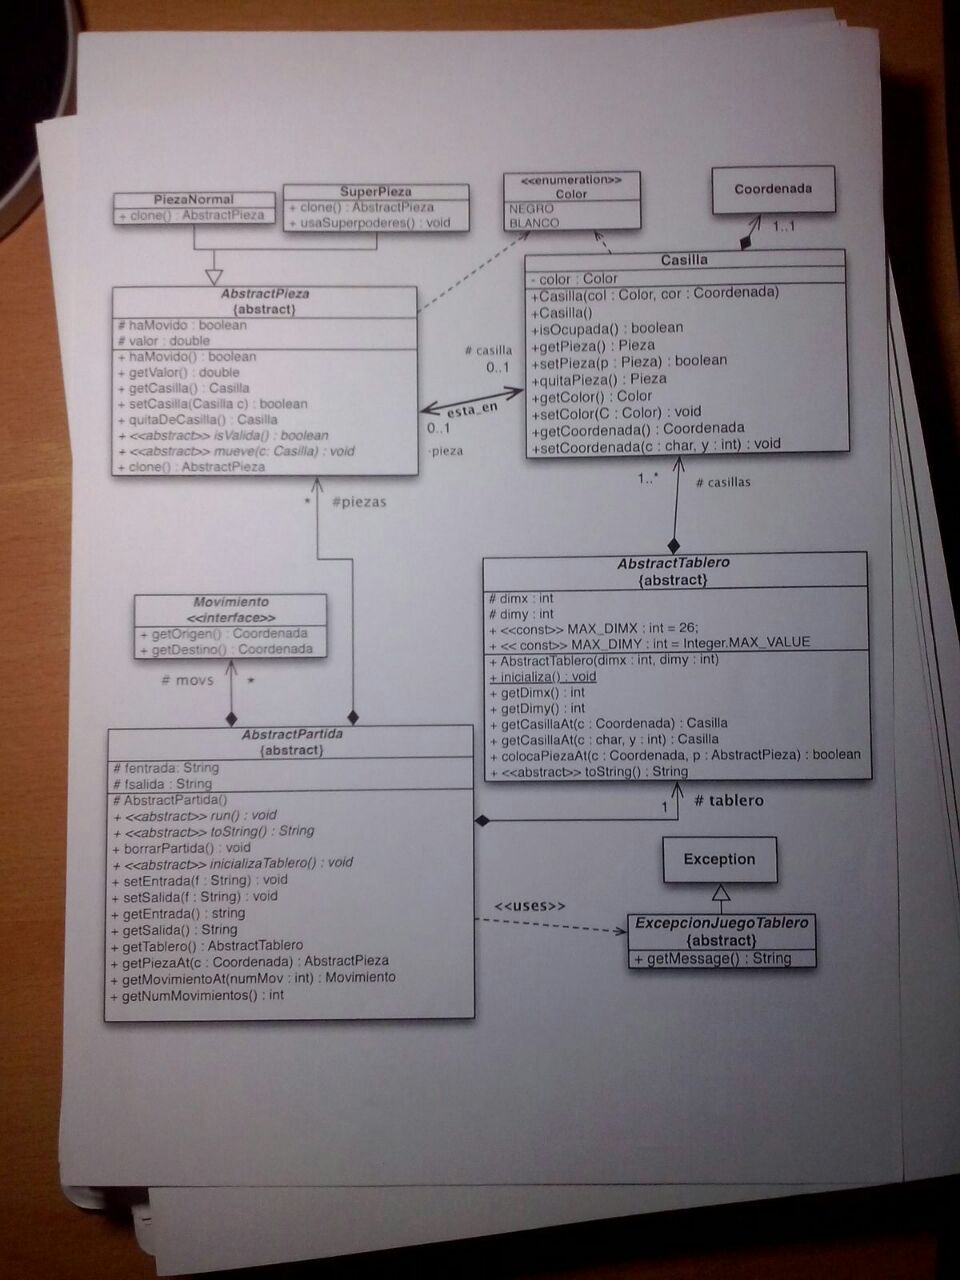 PiezaNormal
+ clone() : AbstractPieza
SuperPieza
+ clone() : AbstractPieza
+ usaSuperpoderes() : void
<<enumeration>>
Color
NEGRO
BLANCO
Coordenada
1..1
AbstractPieza
{abstract}
# haMovido : boolean
# valor : double
+ haMovido() : boolean
+ getValor() : double
+ getCasilla() : Casilla
+ setCasilla(Casilla c) : boolean
+ quitaDeCasilla() : Casilla
+ <<abstract>> isValida() : boolean
+ <<abstract>> mueve(c: Casilla) : void
+ clone() : AbstractPieza
# casilla
0..1
esta_en
0..1
-pieza
Casilla
- color : Color
+Casilla(col : Color, cor : Coordenada)
+Casilla()
+isOcupada() : boolean
+getPieza() : Pieza
+setPieza(p : Pieza) : boolean
+quitaPieza() : Pieza
+getColor() : Color
+setColor(C : Color) : void
+getCoordenada() : Coordenada
+setCoordenada(c : char, y : int) : void
* #piezas
1..* # casillas
Movimiento
<<interface>>
+ getOrigen() : Coordenada
+ getDestino() : Coordenada
# movs *
AbstractTablero
{abstract}
# dimx : int
# dimy : int
+ <<const>> MAX_DIMX : int = 26;
+ << const>> MAX_DIMY : int = Integer.MAX_VALUE
+ AbstractTablero(dimx : int, dimy : int)
+ inicializa() : void
+ getDimx() : int
+ getDimy() : int
+ getCasillaAt(c : Coordenada) : Casilla
+ getCasillaAt(c : char, y : int) : Casilla
+ colocaPiezaAt(c : Coordenada, p : AbstractPieza) : boolean
+ <<abstract>> toString() : String
1 # tablero
AbstractPartida
{abstract}
# fentrada: String
# fsalida : String
# AbstractPartida()
+ <<abstract>> run() : void
+ <<abstract>> toString() : String
+ borrarPartida() : void
+ <<abstract>> inicializaTablero() : void
+ setEntrada(f : String) : void
+ setSalida(f : String) : void
+ getEntrada() : string
+ getSalida() : String
+ getTablero() : AbstractTablero
+ getPiezaAt(c : Coordenada) : AbstractPieza
+ getMovimientoAt(numMov : int) : Movimiento
+ getNumMovimientos() : int
<<uses>>
Exception
ExcepcionJuegoTablero
{abstract}
+ getMessage() : String